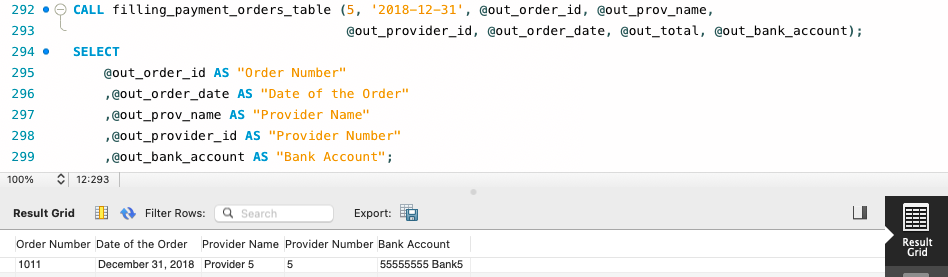 292 CALL filling_payment_orders_table (5, '2018-12-31', @out_order_id, @out_prov_name,
293 @out_provider_id, @out_order_date, @out_total, @out_bank_account);
294 SELECT
295 @out_order_id AS "Order Number"
296 ,@out_order_date AS "Date of the Order"
297 ,@out_prov_name AS "Provider Name"
298 ,@out_provider_id AS "Provider Number"
299 ,@out_bank_account AS "Bank Account";
100% 12:293
Result Grid Filter Rows: Search Export:
Result Grid
Order Number Date of the Order Provider Name Provider Number Bank Account
1011 December 31, 2018 Provider 5 5 55555555 Bank5